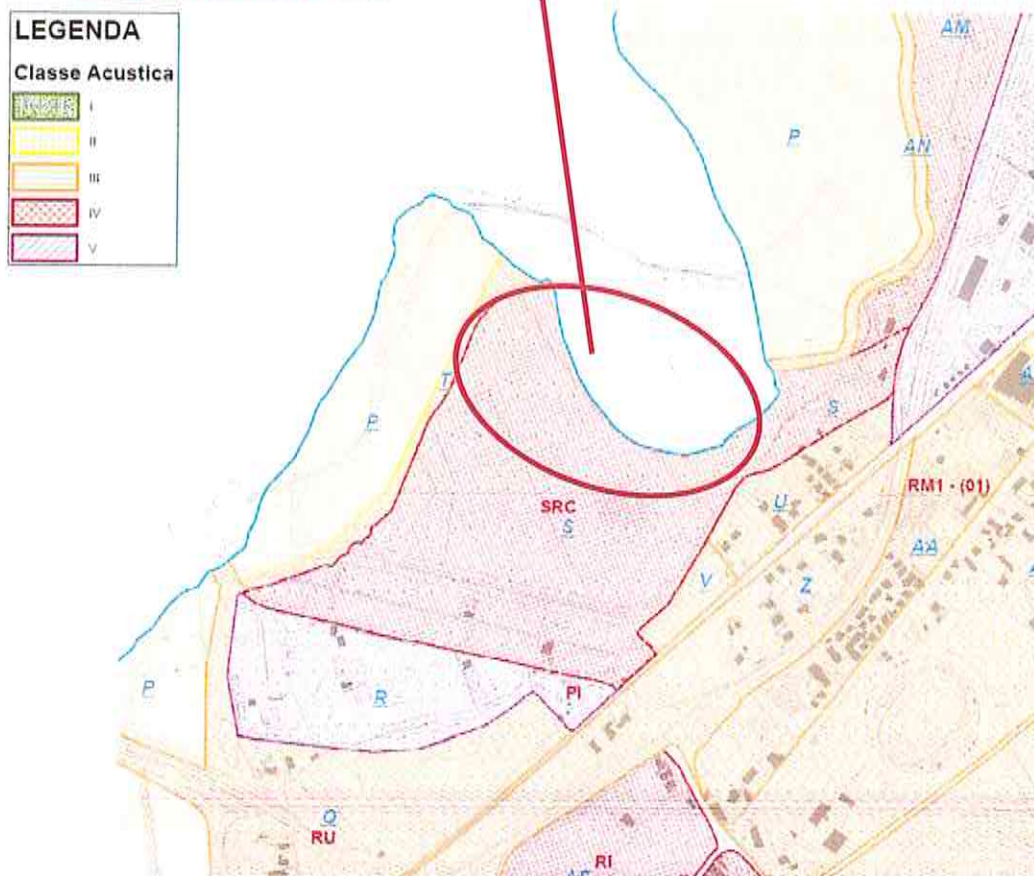 LEGENDA
Classe Acustica
I
II
III
IV
V
AM
P
AN
T
P
S
SRC
S
RM1 - (01)
U
AA
V
Z
P
R
PI
Q
RU
RI